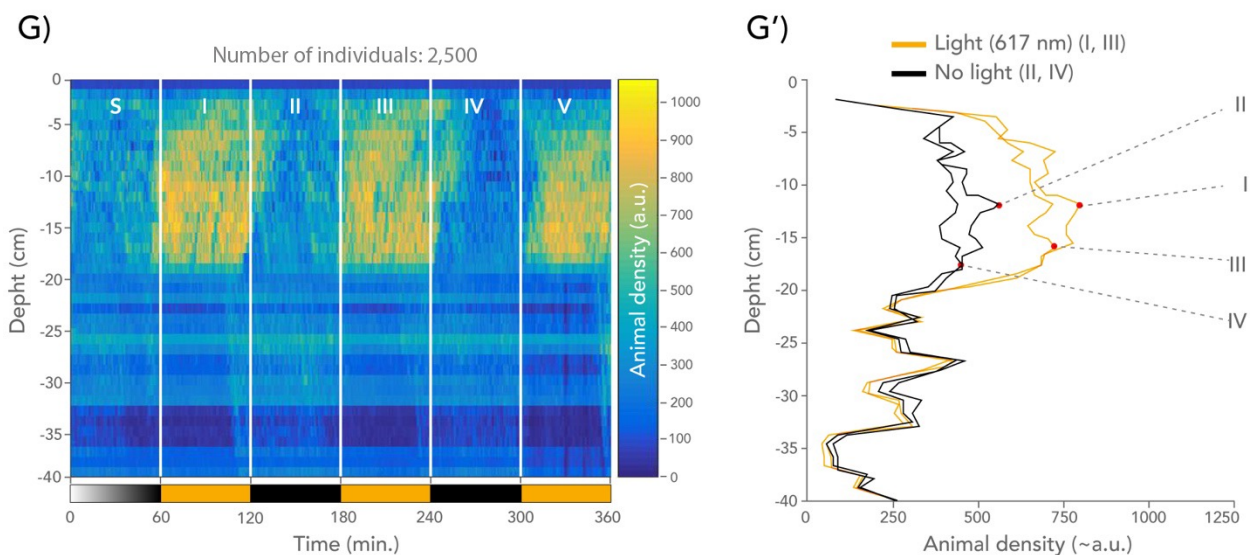 G)
Number of individuals: 2,500
S I II III IV V
0
-5
-10
-15
-20
-25
-30
-35
-40
Depht (cm)
0 60 120 180 240 300 360
Time (min.)
1000
900
800
700
600
500
400
300
200
100
0
Animal density (a.u.)
G')
Light (617 nm) (I, III)
No light (II, IV)
0
-5
-10
-15
-20
-25
-30
-35
-40
Depht (cm)
0 250 500 750 1000 1250
Animal density (~a.u.)
II
I
III
IV